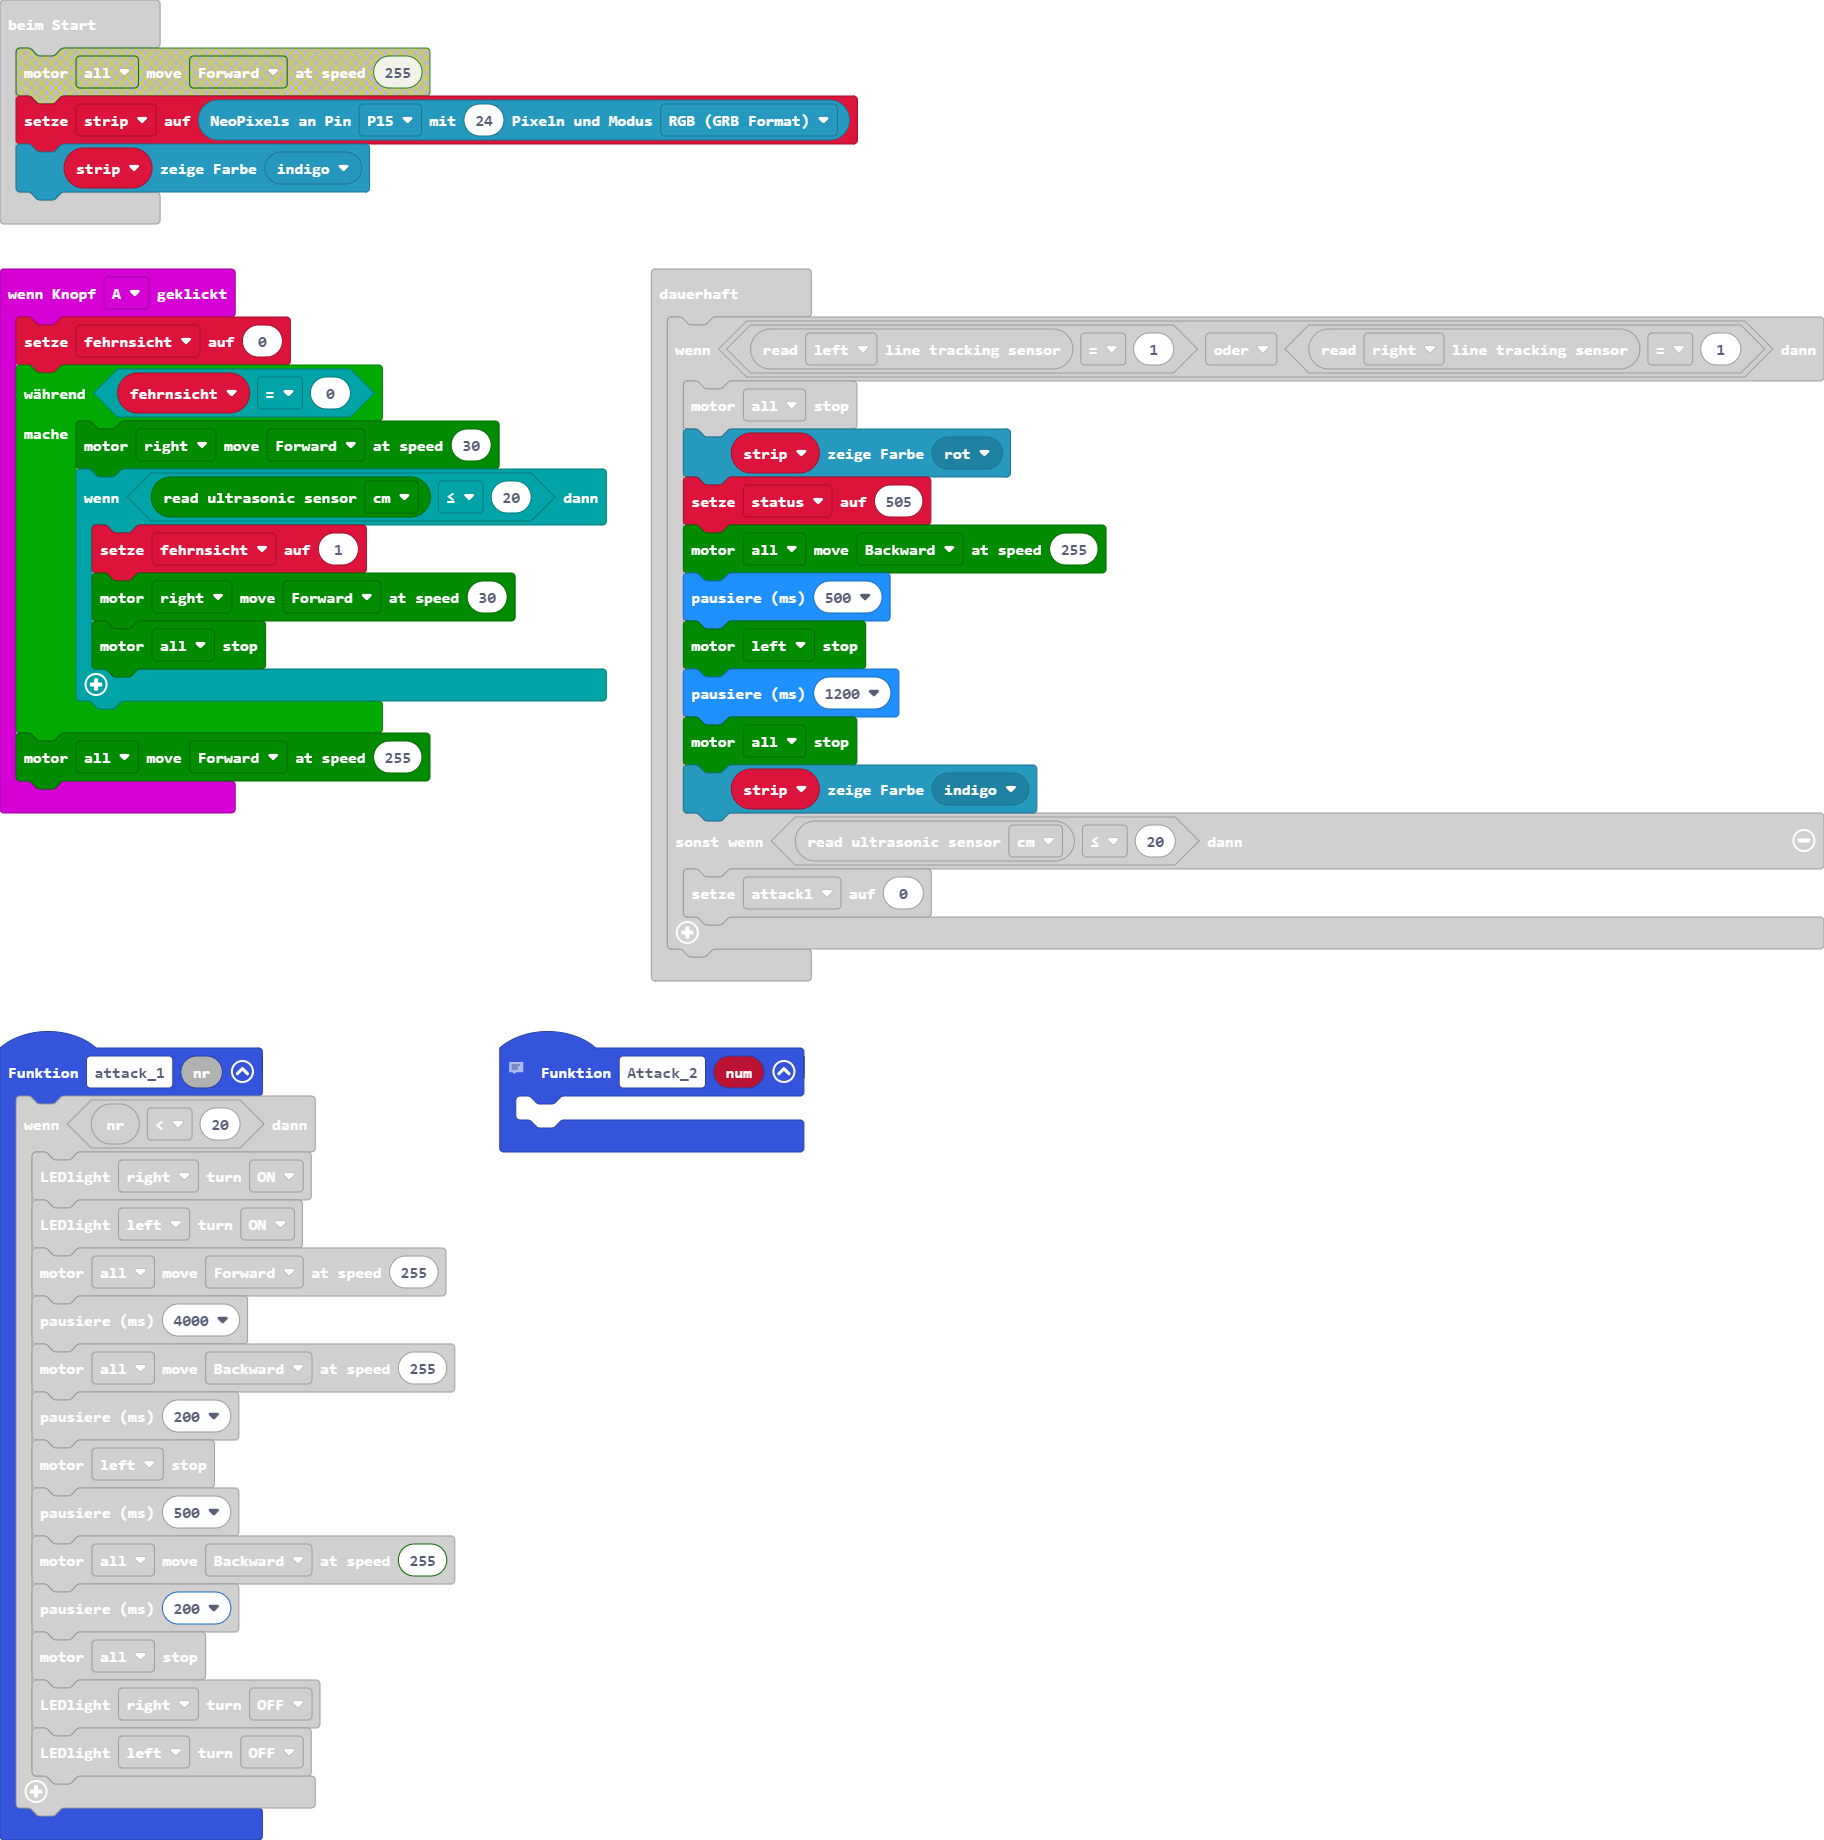 beim Start
motor all move Forward at speed 255
setze strip auf NeoPixels an Pin P15 mit 24 Pixeln und Modus RGB (GRB Format)
strip zeige Farbe indigo
wenn Knopf A geklickt
setze fehrnsicht auf 0
während fehrnsicht = 0
mache
motor right move Forward at speed 30
wenn read ultrasonic sensor cm ≤ 20 dann
setze fehrnsicht auf 1
motor right move Forward at speed 30
motor all stop
motor all move Forward at speed 255
dauerhaft
wenn read left line tracking sensor = 1 oder read right line tracking sensor = 1 dann
motor all stop
strip zeige Farbe rot
setze status auf 505
motor all move Backward at speed 255
pausiere (ms) 500
motor left stop
pausiere (ms) 1200
motor all stop
strip zeige Farbe indigo
sonst wenn read ultrasonic sensor cm ≤ 20 dann
setze attack1 auf 0
Funktion attack_1 nr
wenn nr < 20 dann
LEDlight right turn ON
LEDlight left turn ON
motor all move Forward at speed 255
pausiere (ms) 4000
motor all move Backward at speed 255
pausiere (ms) 200
motor left stop
pausiere (ms) 500
motor all move Backward at speed 255
pausiere (ms) 200
motor all stop
LEDlight right turn OFF
LEDlight left turn OFF
Funktion Attack_2 num